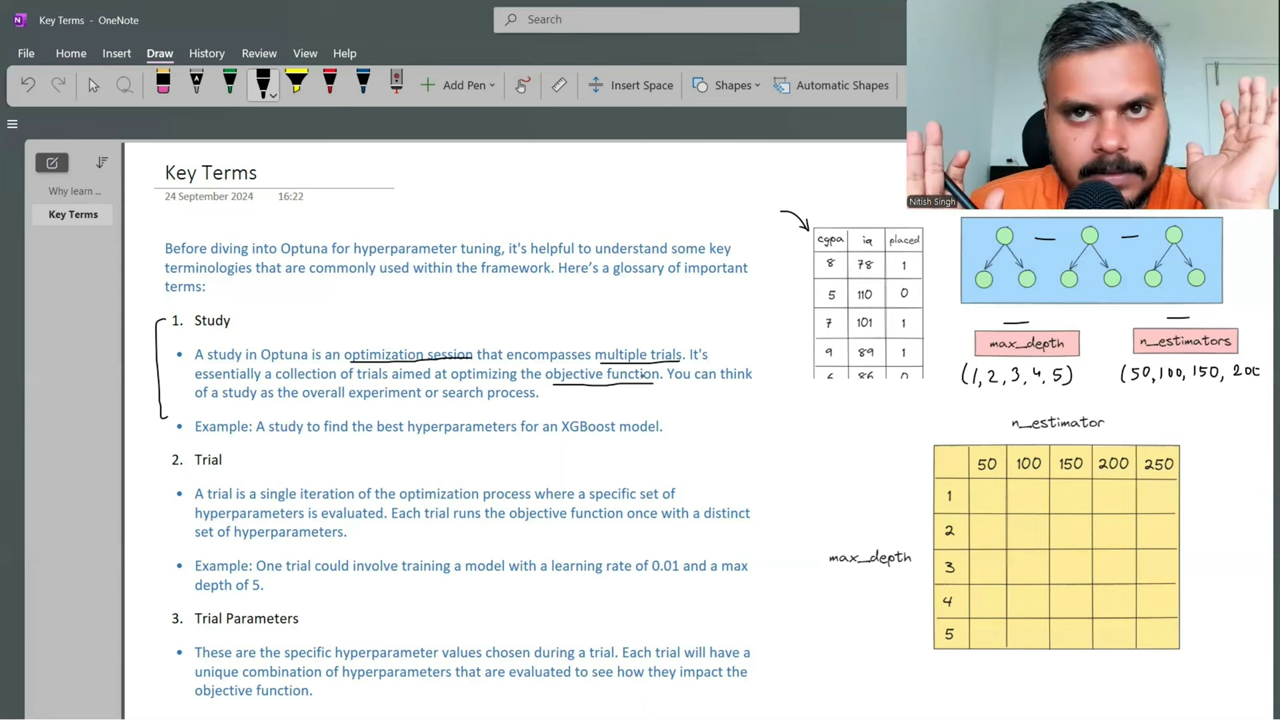 Key Terms - OneNote
Search
File Home Insert Draw History Review View Help
Add Pen
Insert Space
Shapes
Automatic Shapes
Why learn ...
Key Terms
Key Terms
24 September 2024 16:22
Before diving into Optuna for hyperparameter tuning, it's helpful to understand some key
terminologies that are commonly used within the framework. Here's a glossary of important
terms:
1. Study
• A study in Optuna is an optimization session that encompasses multiple trials. It's
essentially a collection of trials aimed at optimizing the objective function. You can think
of a study as the overall experiment or search process.
• Example: A study to find the best hyperparameters for an XGBoost model.
2. Trial
• A trial is a single iteration of the optimization process where a specific set of
hyperparameters is evaluated. Each trial runs the objective function once with a distinct
set of hyperparameters.
• Example: One trial could involve training a model with a learning rate of 0.01 and a max
depth of 5.
3. Trial Parameters
• These are the specific hyperparameter values chosen during a trial. Each trial will have a
unique combination of hyperparameters that are evaluated to see how they impact the
objective function.
Nitish Singh
cgpa iq placed
8 78 1
5 110 0
7 101 1
9 89 1
max_depth
n_estimators
(1, 2, 3, 4, 5)
(50, 100, 150, 200
n_estimator
50 100 150 200 250
1
2
3
4
5
max_depth